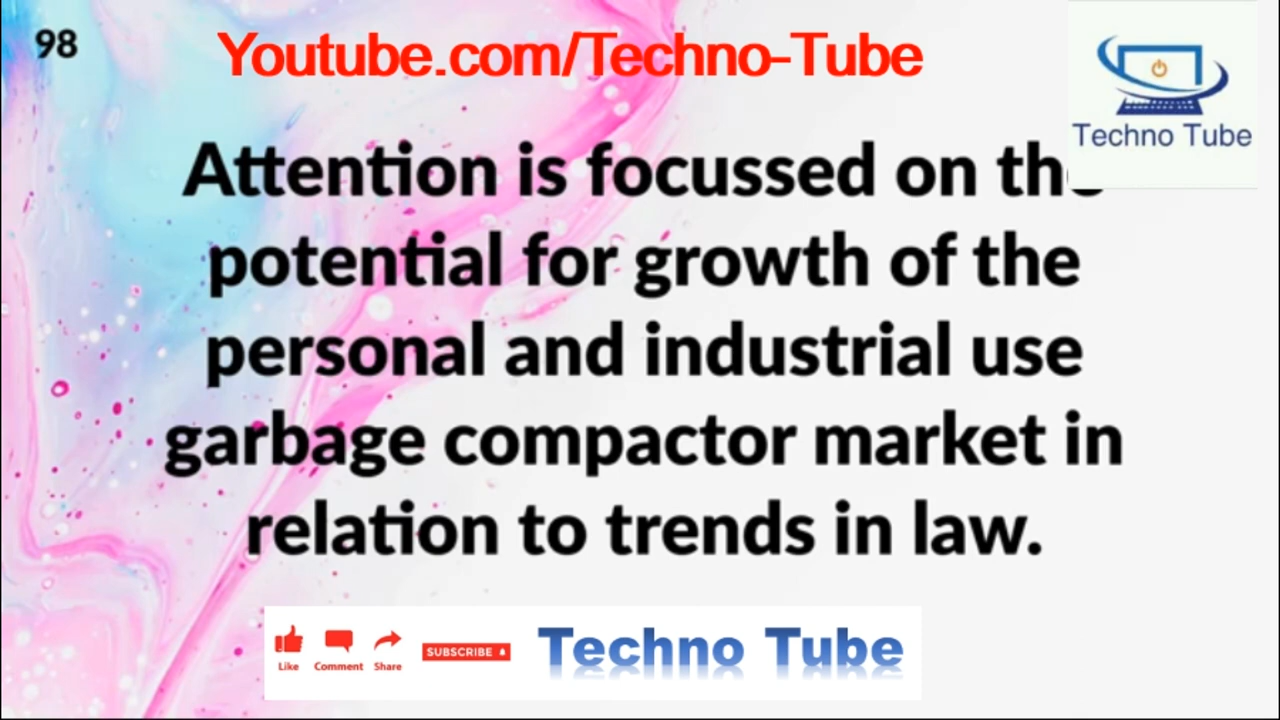 98
Youtube.com/Techno-Tube
Techno Tube
Attention is focussed on the
potential for growth of the
personal and industrial use
garbage compactor market in
relation to trends in law.
Like Comment Share
SUBSCRIBE
Techno Tube